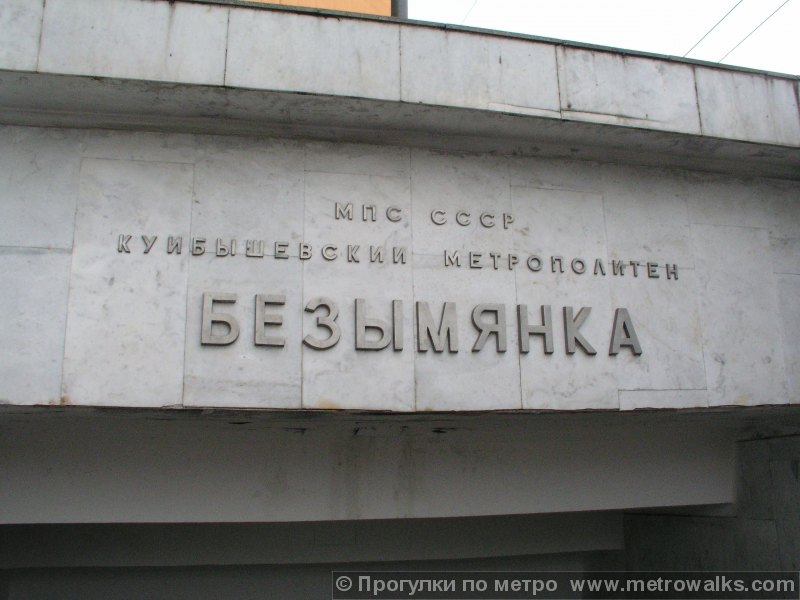 МПС СССР
КУЙБЫШЕВСКИЙ МЕТРОПОЛИТЕН
БЕЗЫМЯНКА
© Прогулки по метро www.metrowalks.com